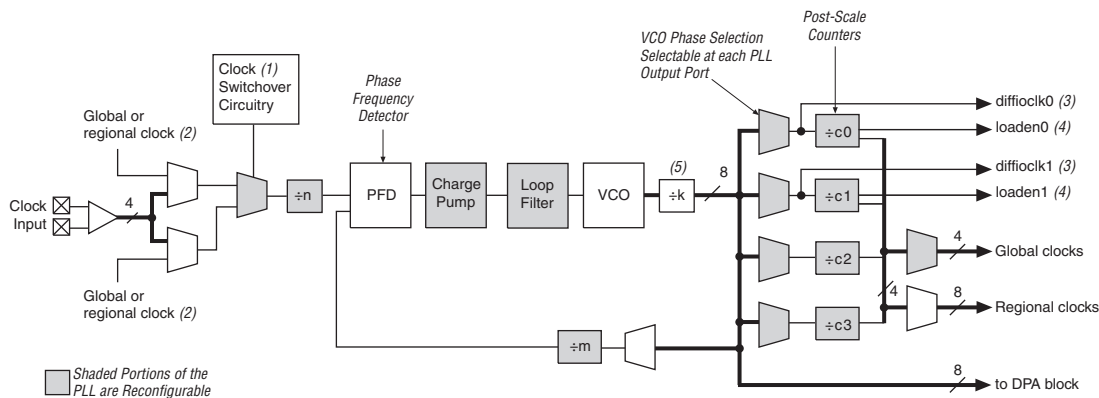 Post-Scale
Counters
VCO Phase Selection
Selectable at each PLL
Output Port
Clock (1)
Switchover
Circuitry
Phase
Frequency
Detector
Global or
regional clock (2)
diffioclk0 (3)
÷c0
loaden0 (4)
diffioclk1 (3)
(5)
8
÷n
PFD
Charge
Pump
Loop
Filter
VCO
÷k
÷c1
loaden1 (4)
Clock
Input
4
÷c2
4
Global clocks
Global or
regional clock (2)
4
8
Regional clocks
÷c3
÷m
Shaded Portions of the
PLL are Reconfigurable
8
to DPA block